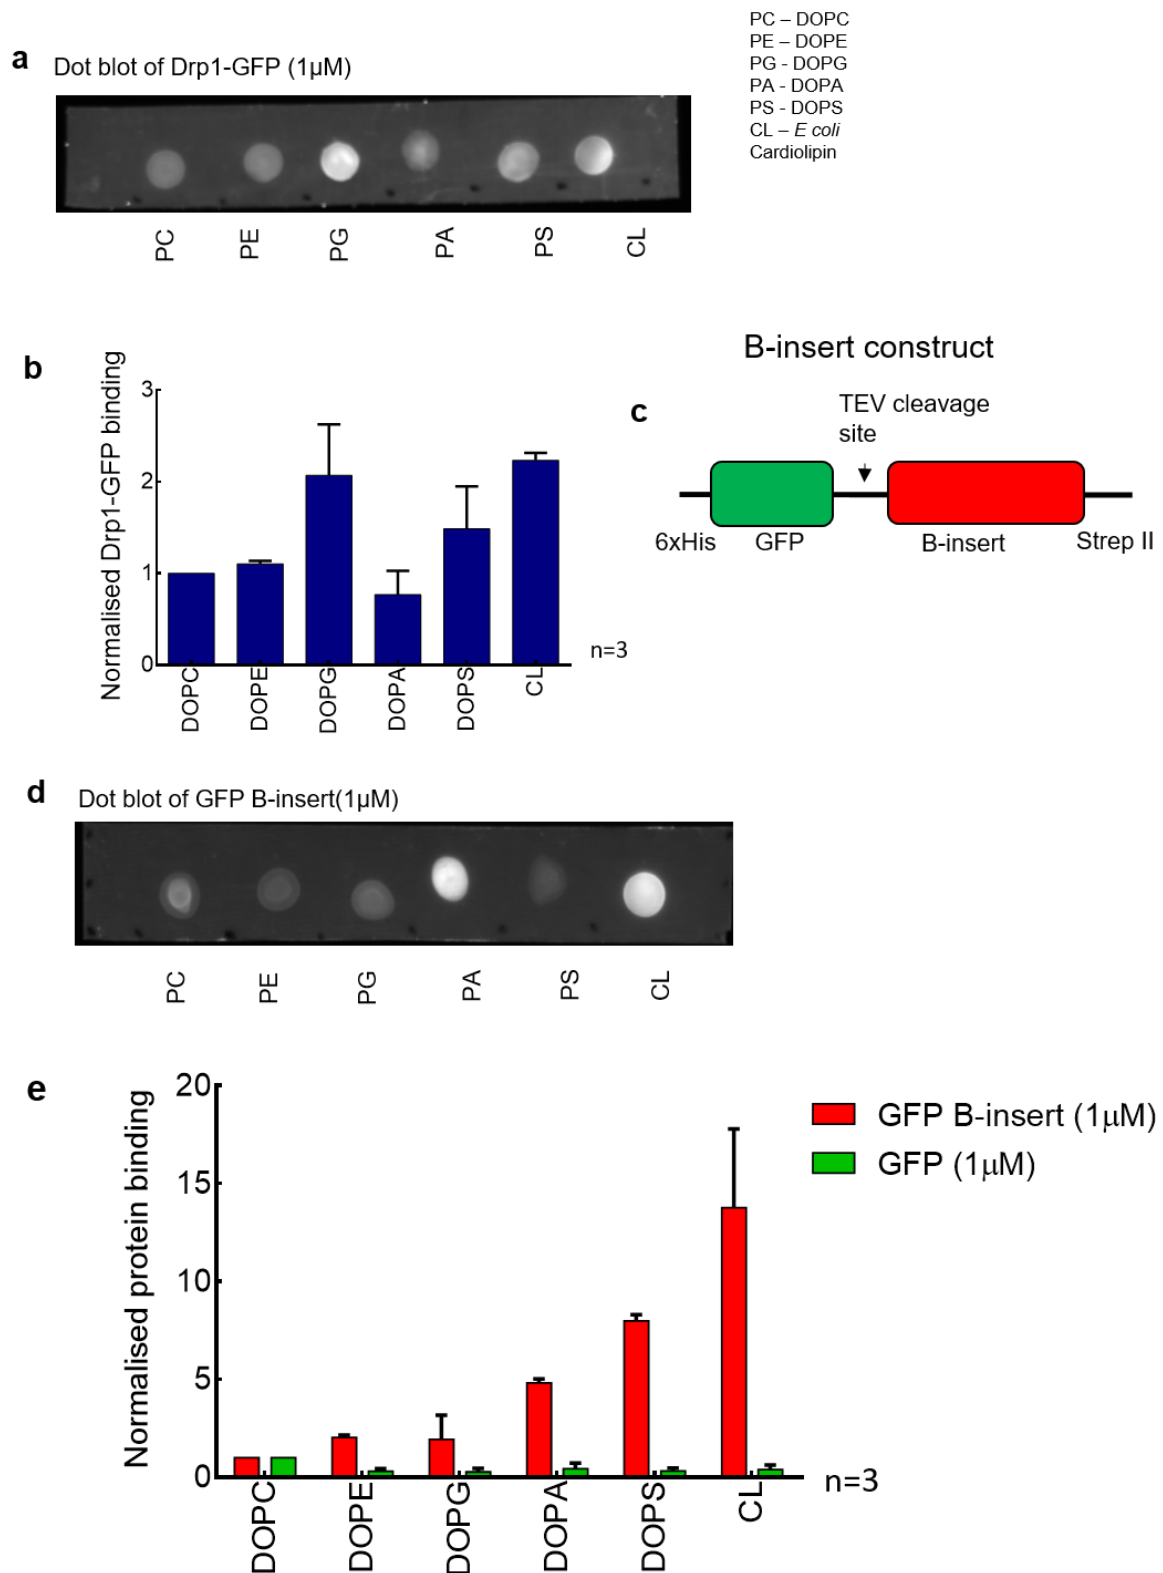 PC – DOPC
PE – DOPE
PG - DOPG
PA - DOPA
PS - DOPS
CL – E coli
Cardiolipin
a
Dot blot of Drp1-GFP (1µM)
PC PE PG PA PS CL
b
Normalised Drp1-GFP binding
3
2
1
0
DOPC DOPE DOPG DOPA DOPS CL
n=3
B-insert construct
c
TEV cleavage
site
6xHis GFP B-insert Strep II
d
Dot blot of GFP B-insert(1µM)
PC PE PG PA PS CL
e
Normalised protein binding
20
15
10
5
0
DOPC DOPE DOPG DOPA DOPS CL
n=3
GFP B-insert (1µM)
GFP (1µM)